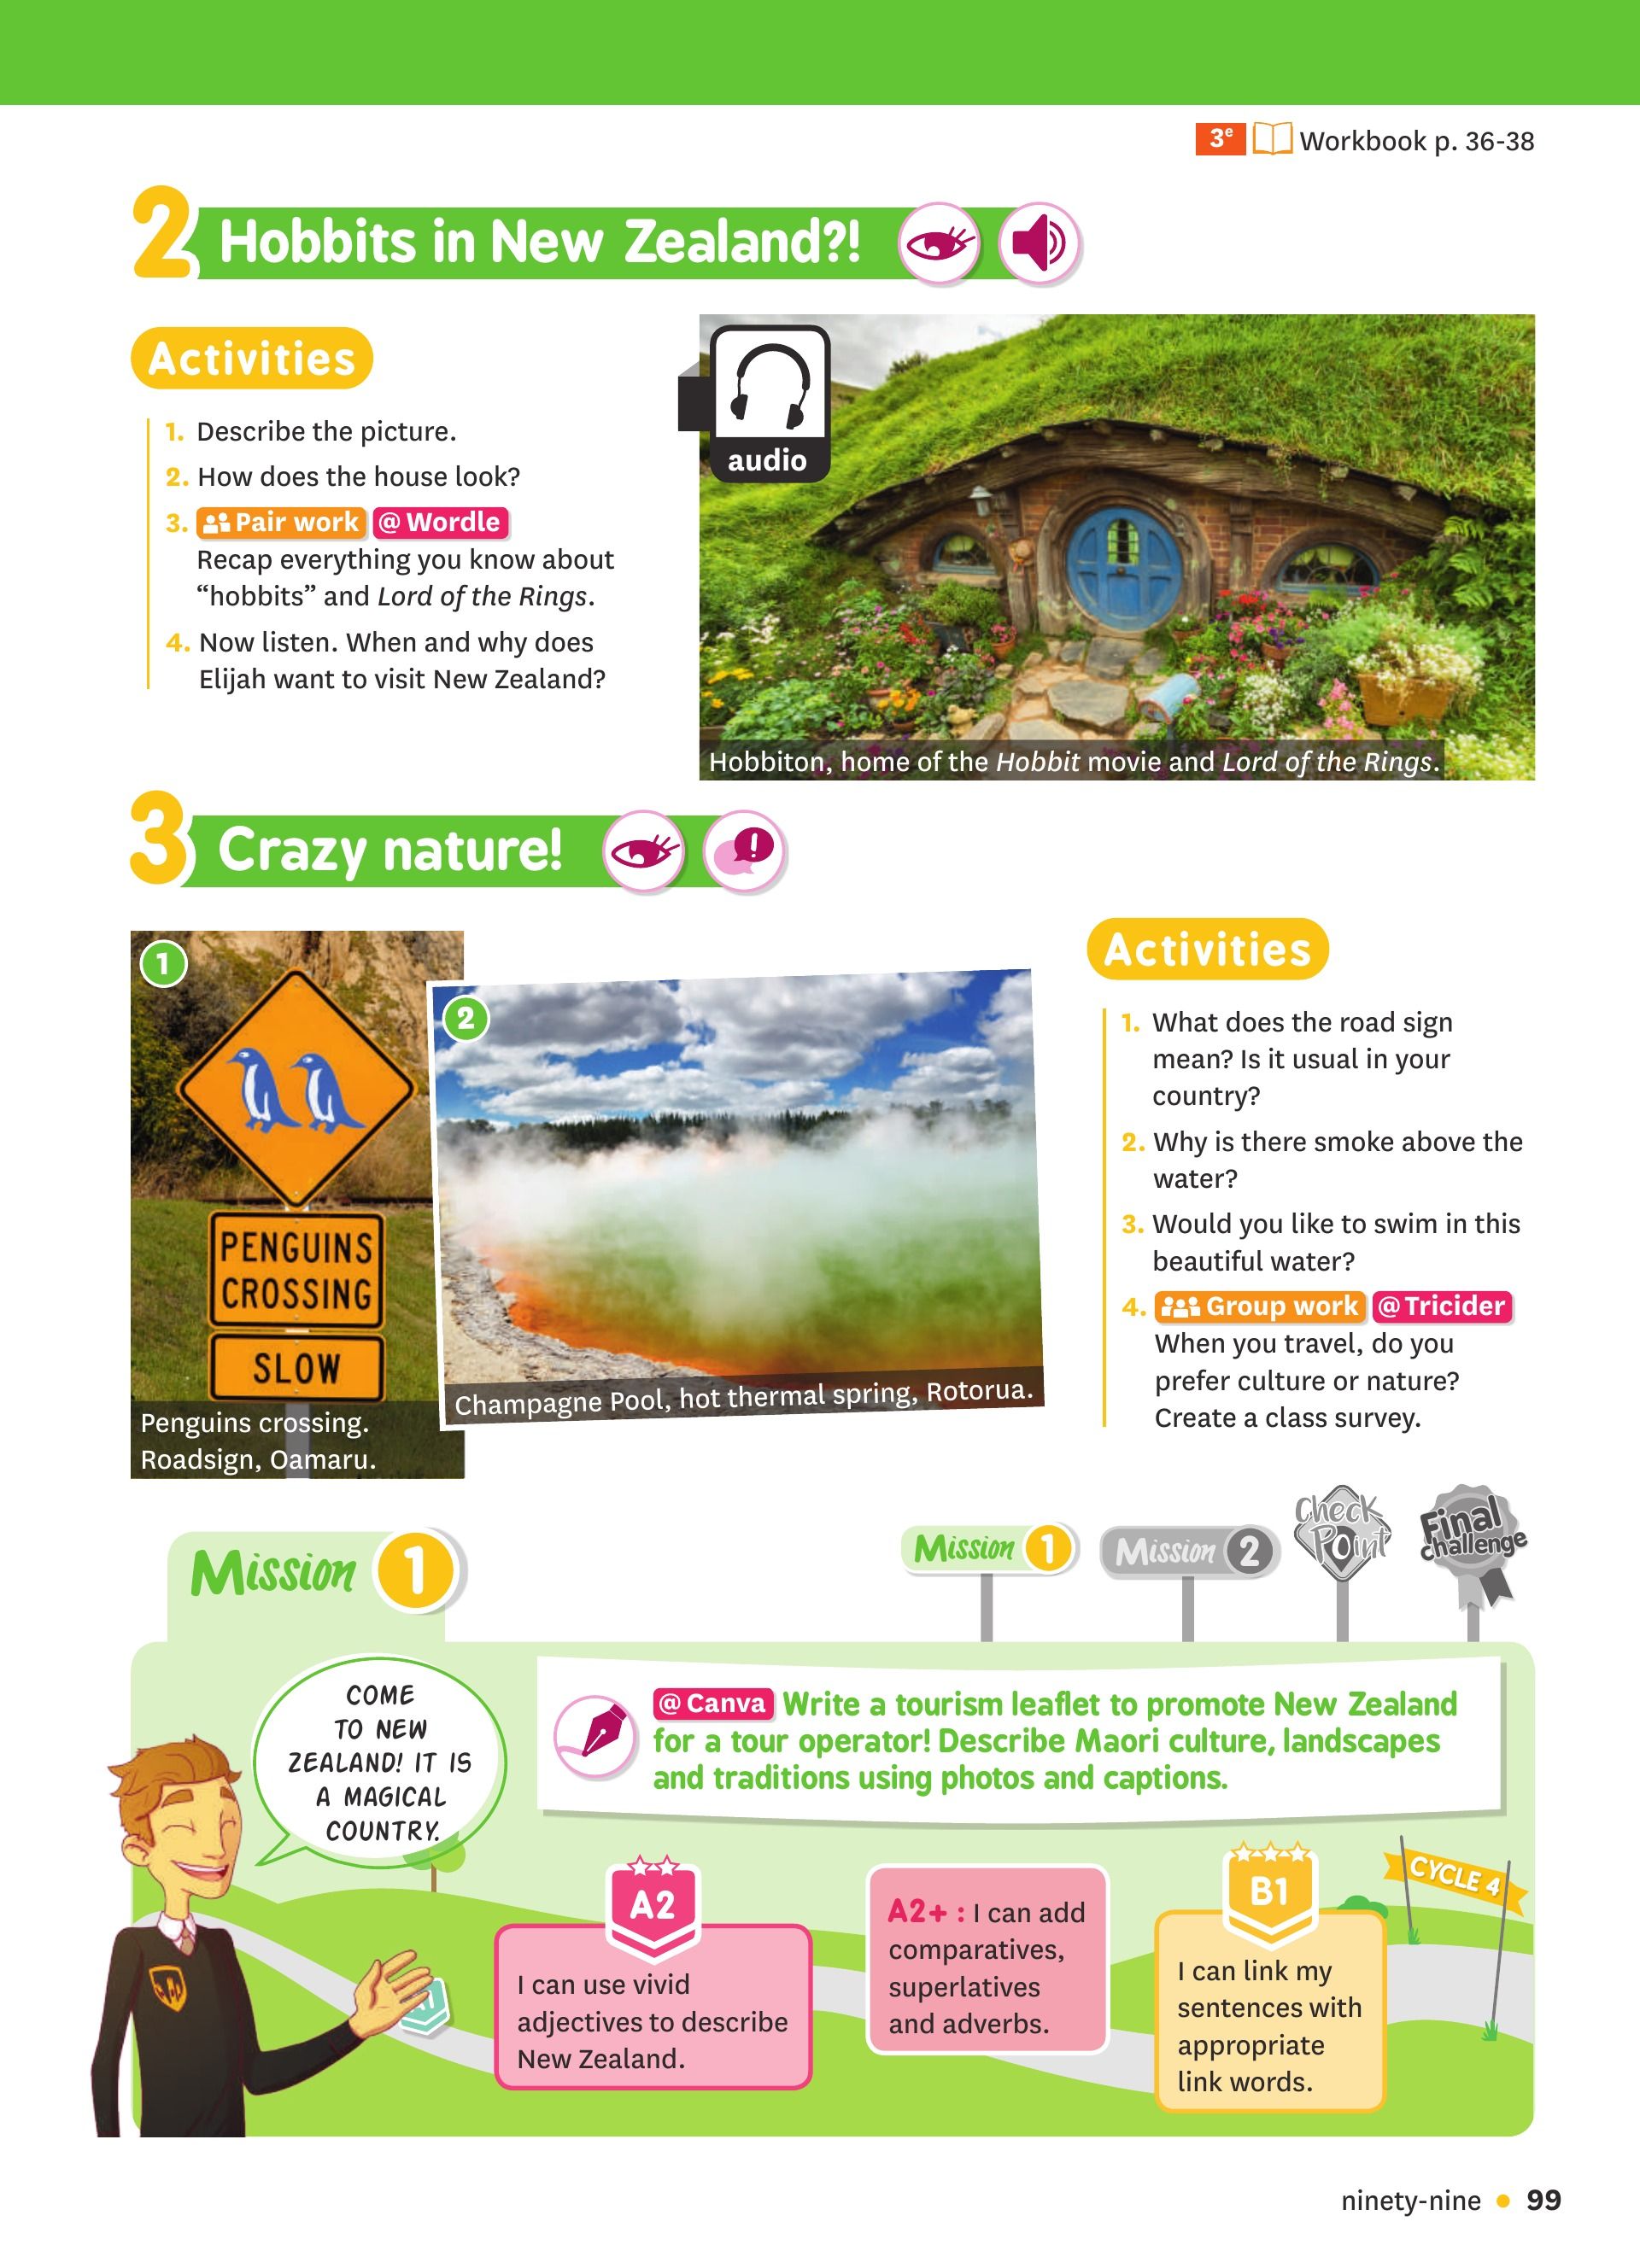 3e Workbook p. 36-38
2 Hobbits in New Zealand?!
Activities
1. Describe the picture.
2. How does the house look?
3. Pair work @ Wordle
Recap everything you know about
“hobbits” and Lord of the Rings.
4. Now listen. When and why does
Elijah want to visit New Zealand?
audio
Hobbiton, home of the Hobbit movie and Lord of the Rings.
3 Crazy nature!
1
PENGUINS
CROSSING
SLOW
Penguins crossing.
Roadsign, Oamaru.
2
Champagne Pool, hot thermal spring, Rotorua.
Activities
1. What does the road sign
mean? Is it usual in your
country?
2. Why is there smoke above the
water?
3. Would you like to swim in this
beautiful water?
4. Group work @ Tricider
When you travel, do you
prefer culture or nature?
Create a class survey.
Mission 1
Mission 1
Mission 2
Check
Point
Final
challenge
COME
TO NEW
ZEALAND! IT IS
A MAGICAL
COUNTRY.
@ Canva Write a tourism leaflet to promote New Zealand
for a tour operator! Describe Maori culture, landscapes
and traditions using photos and captions.
A2
I can use vivid
adjectives to describe
New Zealand.
A2+ : I can add
comparatives,
superlatives
and adverbs.
B1
I can link my
sentences with
appropriate
link words.
CYCLE 4
ninety-nine • 99